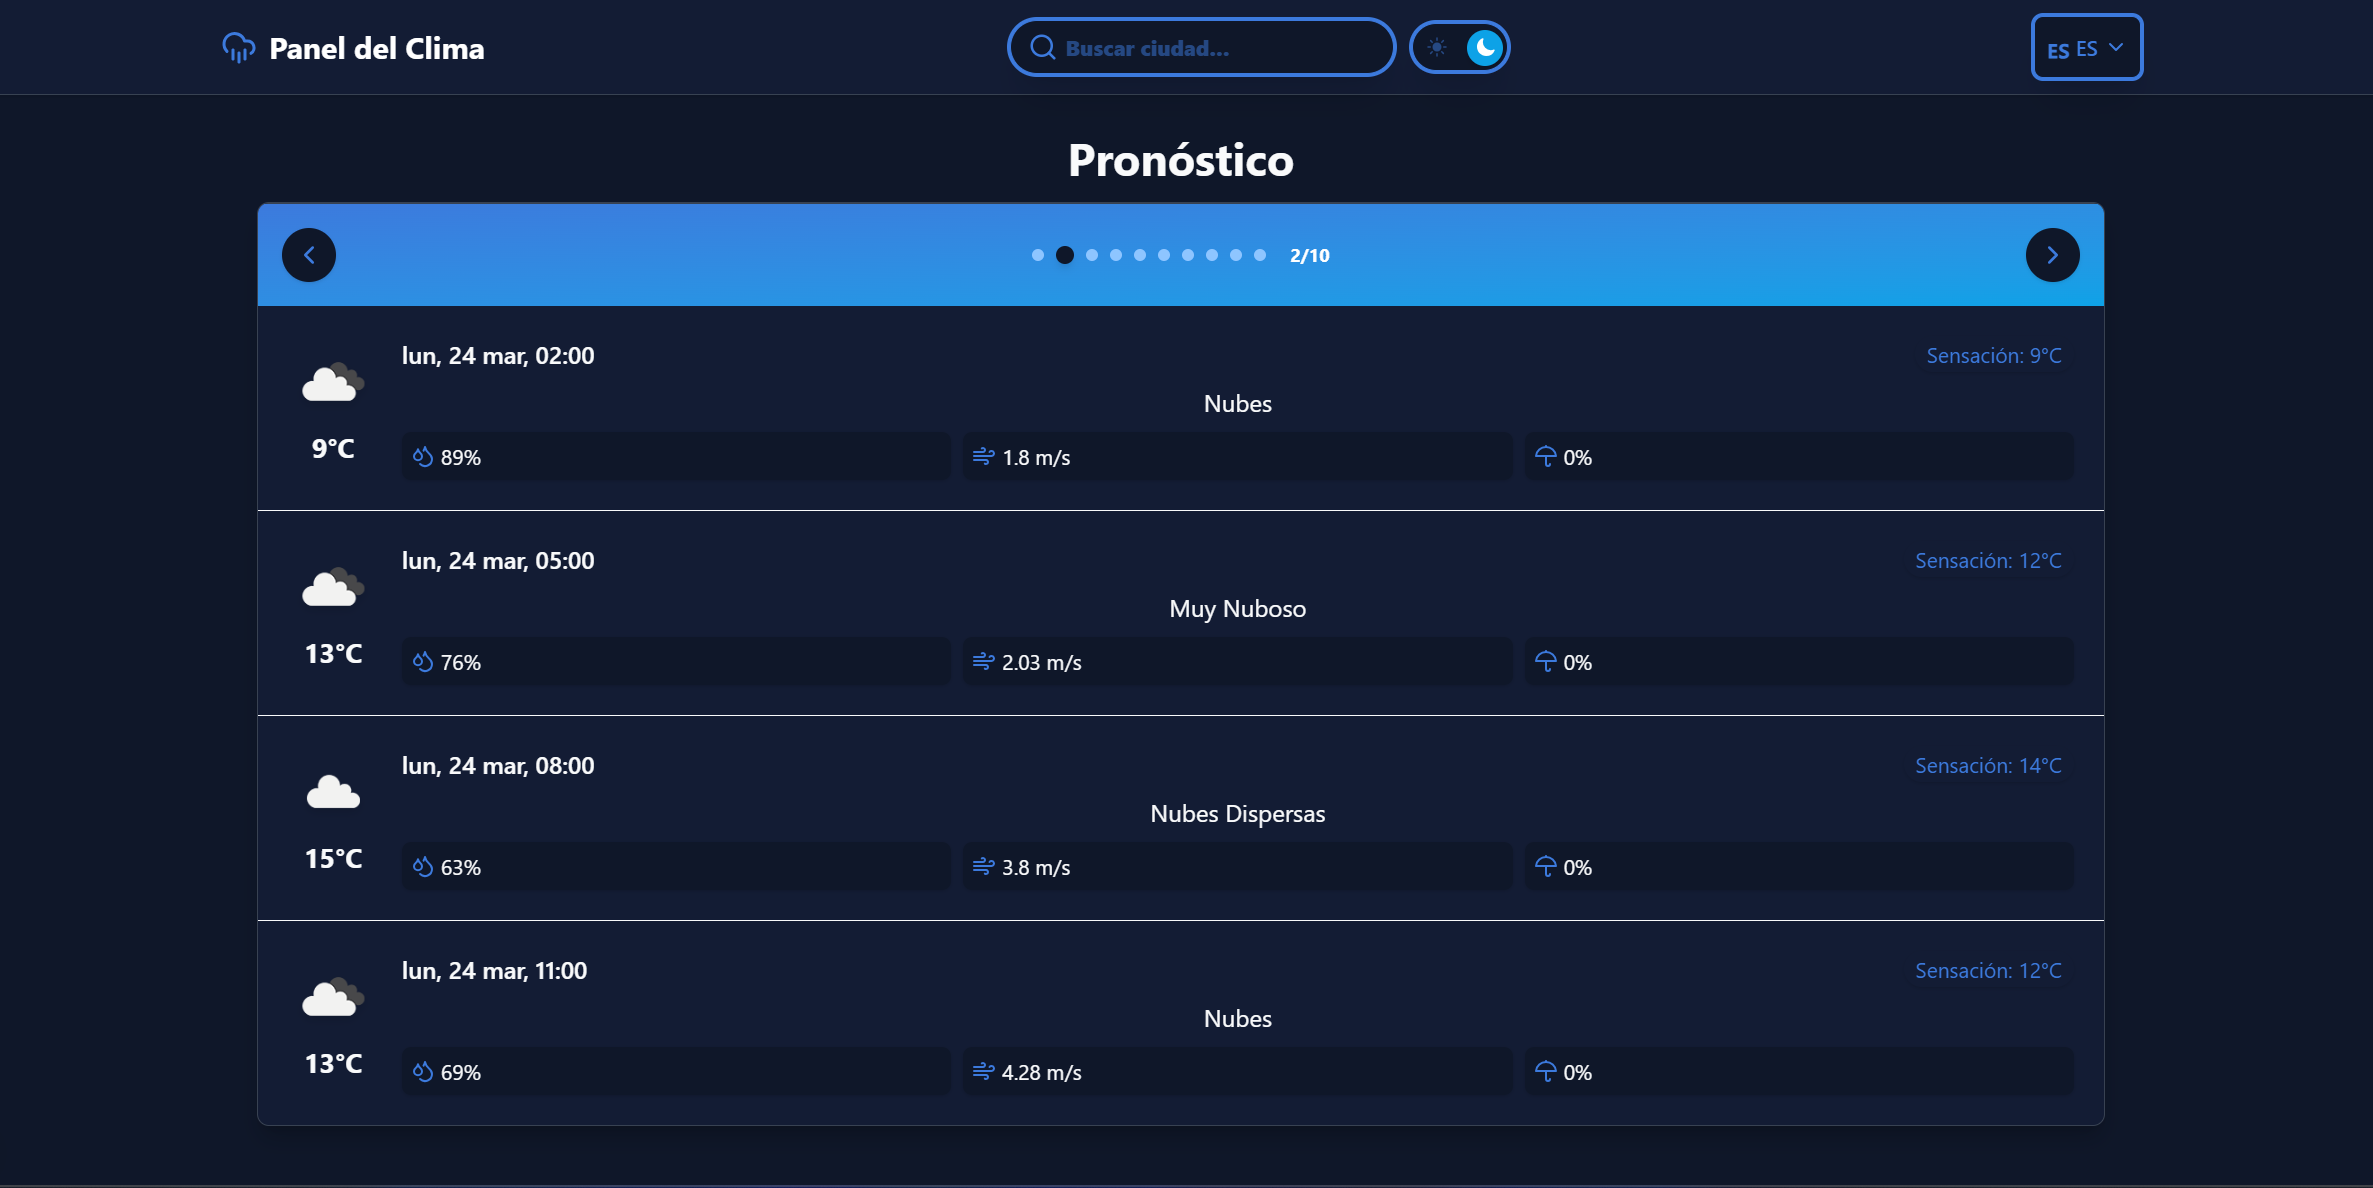 Panel del Clima
Buscar ciudad...
ES ES
Pronóstico
2/10
lun, 24 mar, 02:00
Sensación: 9°C
Nubes
9°C
89%
1.8 m/s
0%
lun, 24 mar, 05:00
Sensación: 12°C
Muy Nuboso
13°C
76%
2.03 m/s
0%
lun, 24 mar, 08:00
Sensación: 14°C
Nubes Dispersas
15°C
63%
3.8 m/s
0%
lun, 24 mar, 11:00
Sensación: 12°C
Nubes
13°C
69%
4.28 m/s
0%